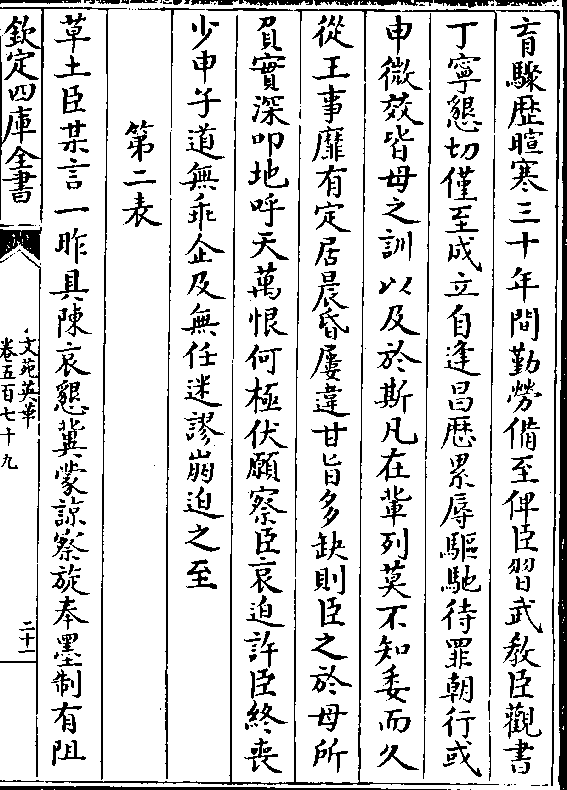 育驟歴暄寒三十年間勤勞備至俾臣習武教臣觀書
丁寧懇切僅至成立自逢昌厯累辱驅馳待罪朝行或
申微效皆母之訓以及於斯凡在輩列莫不知委而久
從王事靡有定居晨昏屢違甘旨多缺則臣之於母所
負實深叩地呼天萬恨何極伏願察臣哀迫許臣終喪
少申子道無乖企及無任迷謬崩迫之至
第二表
草土臣某言一昨具陳哀懇冀蒙諒察旋奉墨制有阻
欽定四庫全書
文苑英華
卷五百七十九
二十一